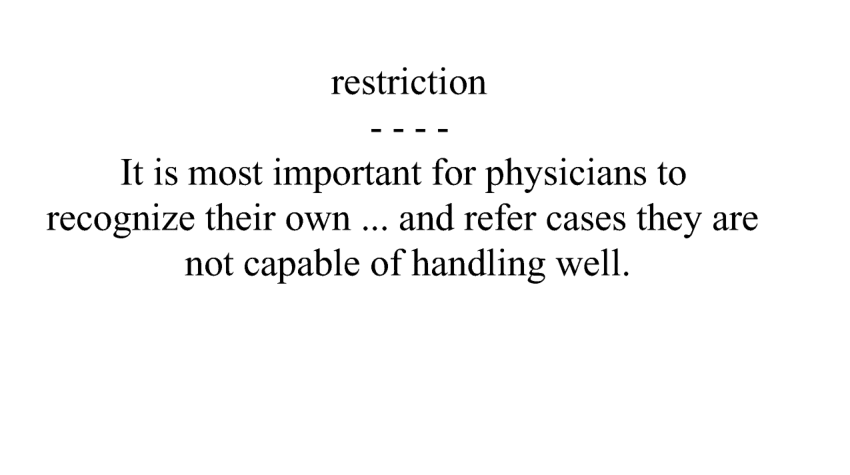 restriction
- - - -
It is most important for physicians to
recognize their own ... and refer cases they are
not capable of handling well.